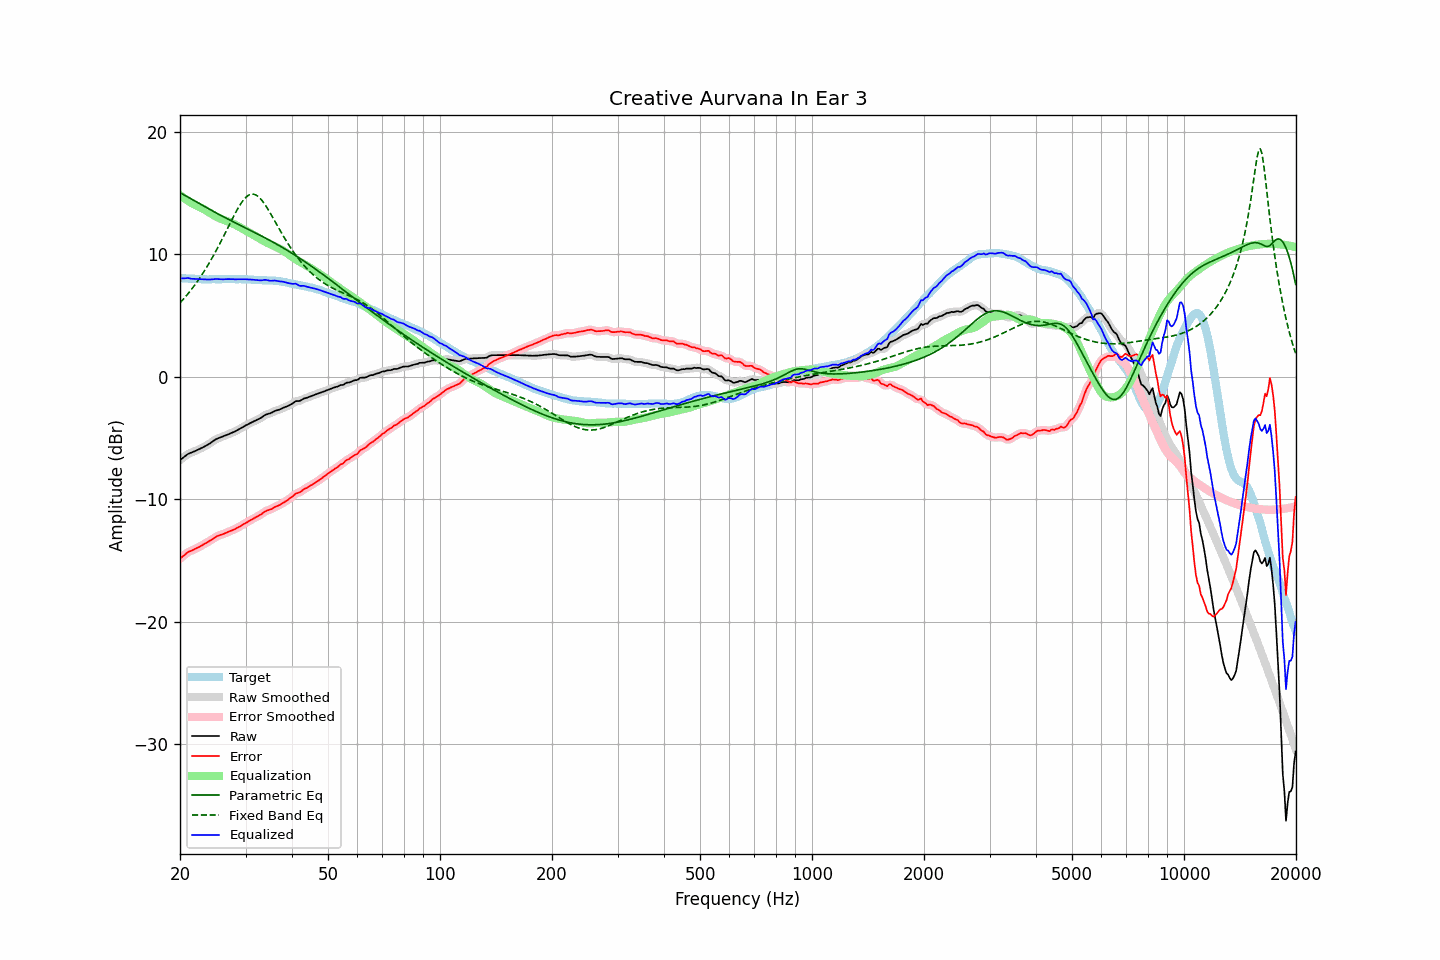 Creative Aurvana In Ear 3
Amplitude (dBr)
20
10
0
−10
−20
−30
Target
Raw Smoothed
Error Smoothed
Raw
Error
Equalization
Parametric Eq
Fixed Band Eq
Equalized
20 50 100 200 500 1000 2000 5000 10000 20000
Frequency (Hz)